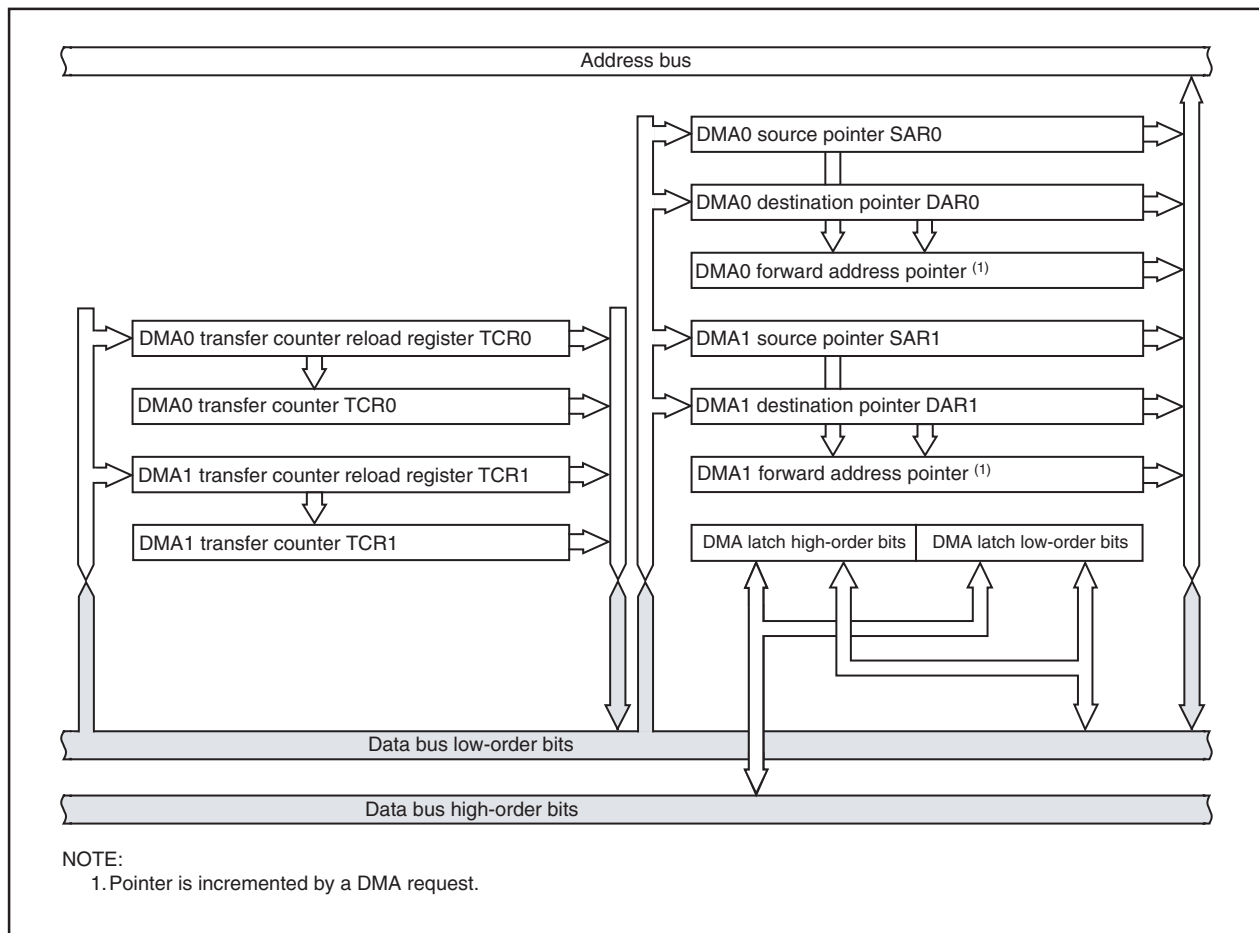 Address bus
DMA0 source pointer SAR0
DMA0 destination pointer DAR0
DMA0 forward address pointer (1)
DMA0 transfer counter reload register TCR0
DMA1 source pointer SAR1
DMA0 transfer counter TCR0
DMA1 destination pointer DAR1
DMA1 transfer counter reload register TCR1
DMA1 forward address pointer (1)
DMA1 transfer counter TCR1
DMA latch high-order bits
DMA latch low-order bits
Data bus low-order bits
Data bus high-order bits
NOTE:
1. Pointer is incremented by a DMA request.